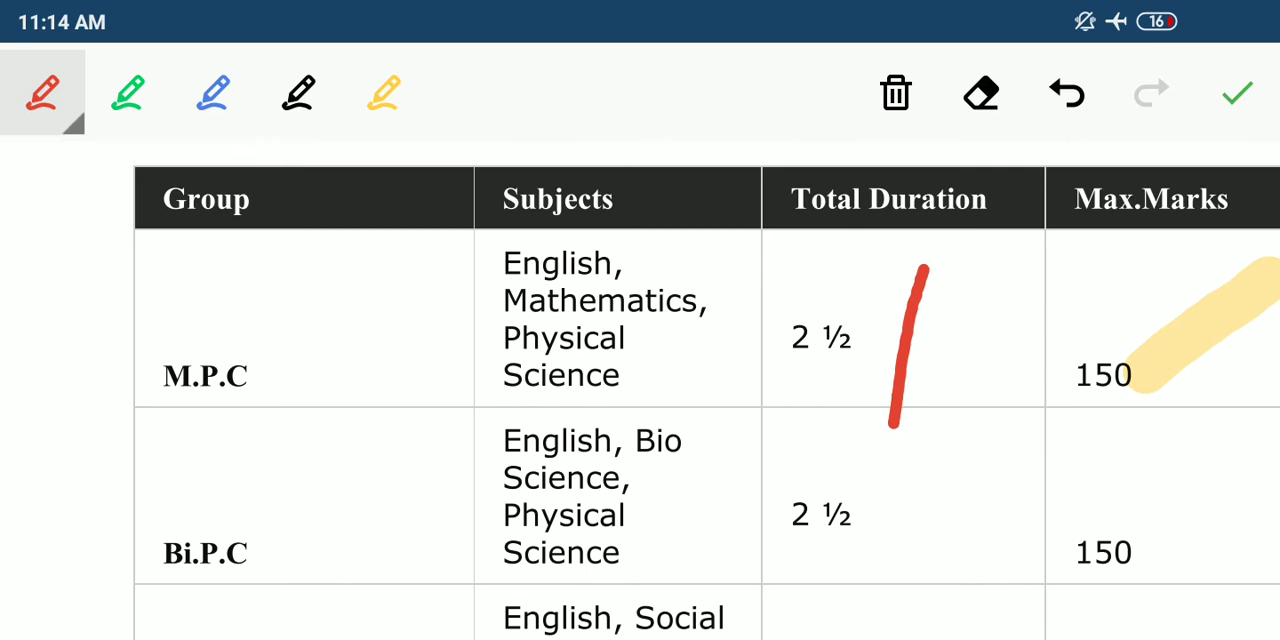 11:14 AM
16
Group Subjects Total Duration Max.Marks
English,
Mathematics,
Physical
Science
M.P.C
2 ½
150
English, Bio
Science,
Physical
Science
Bi.P.C
2 ½
150
English, Social